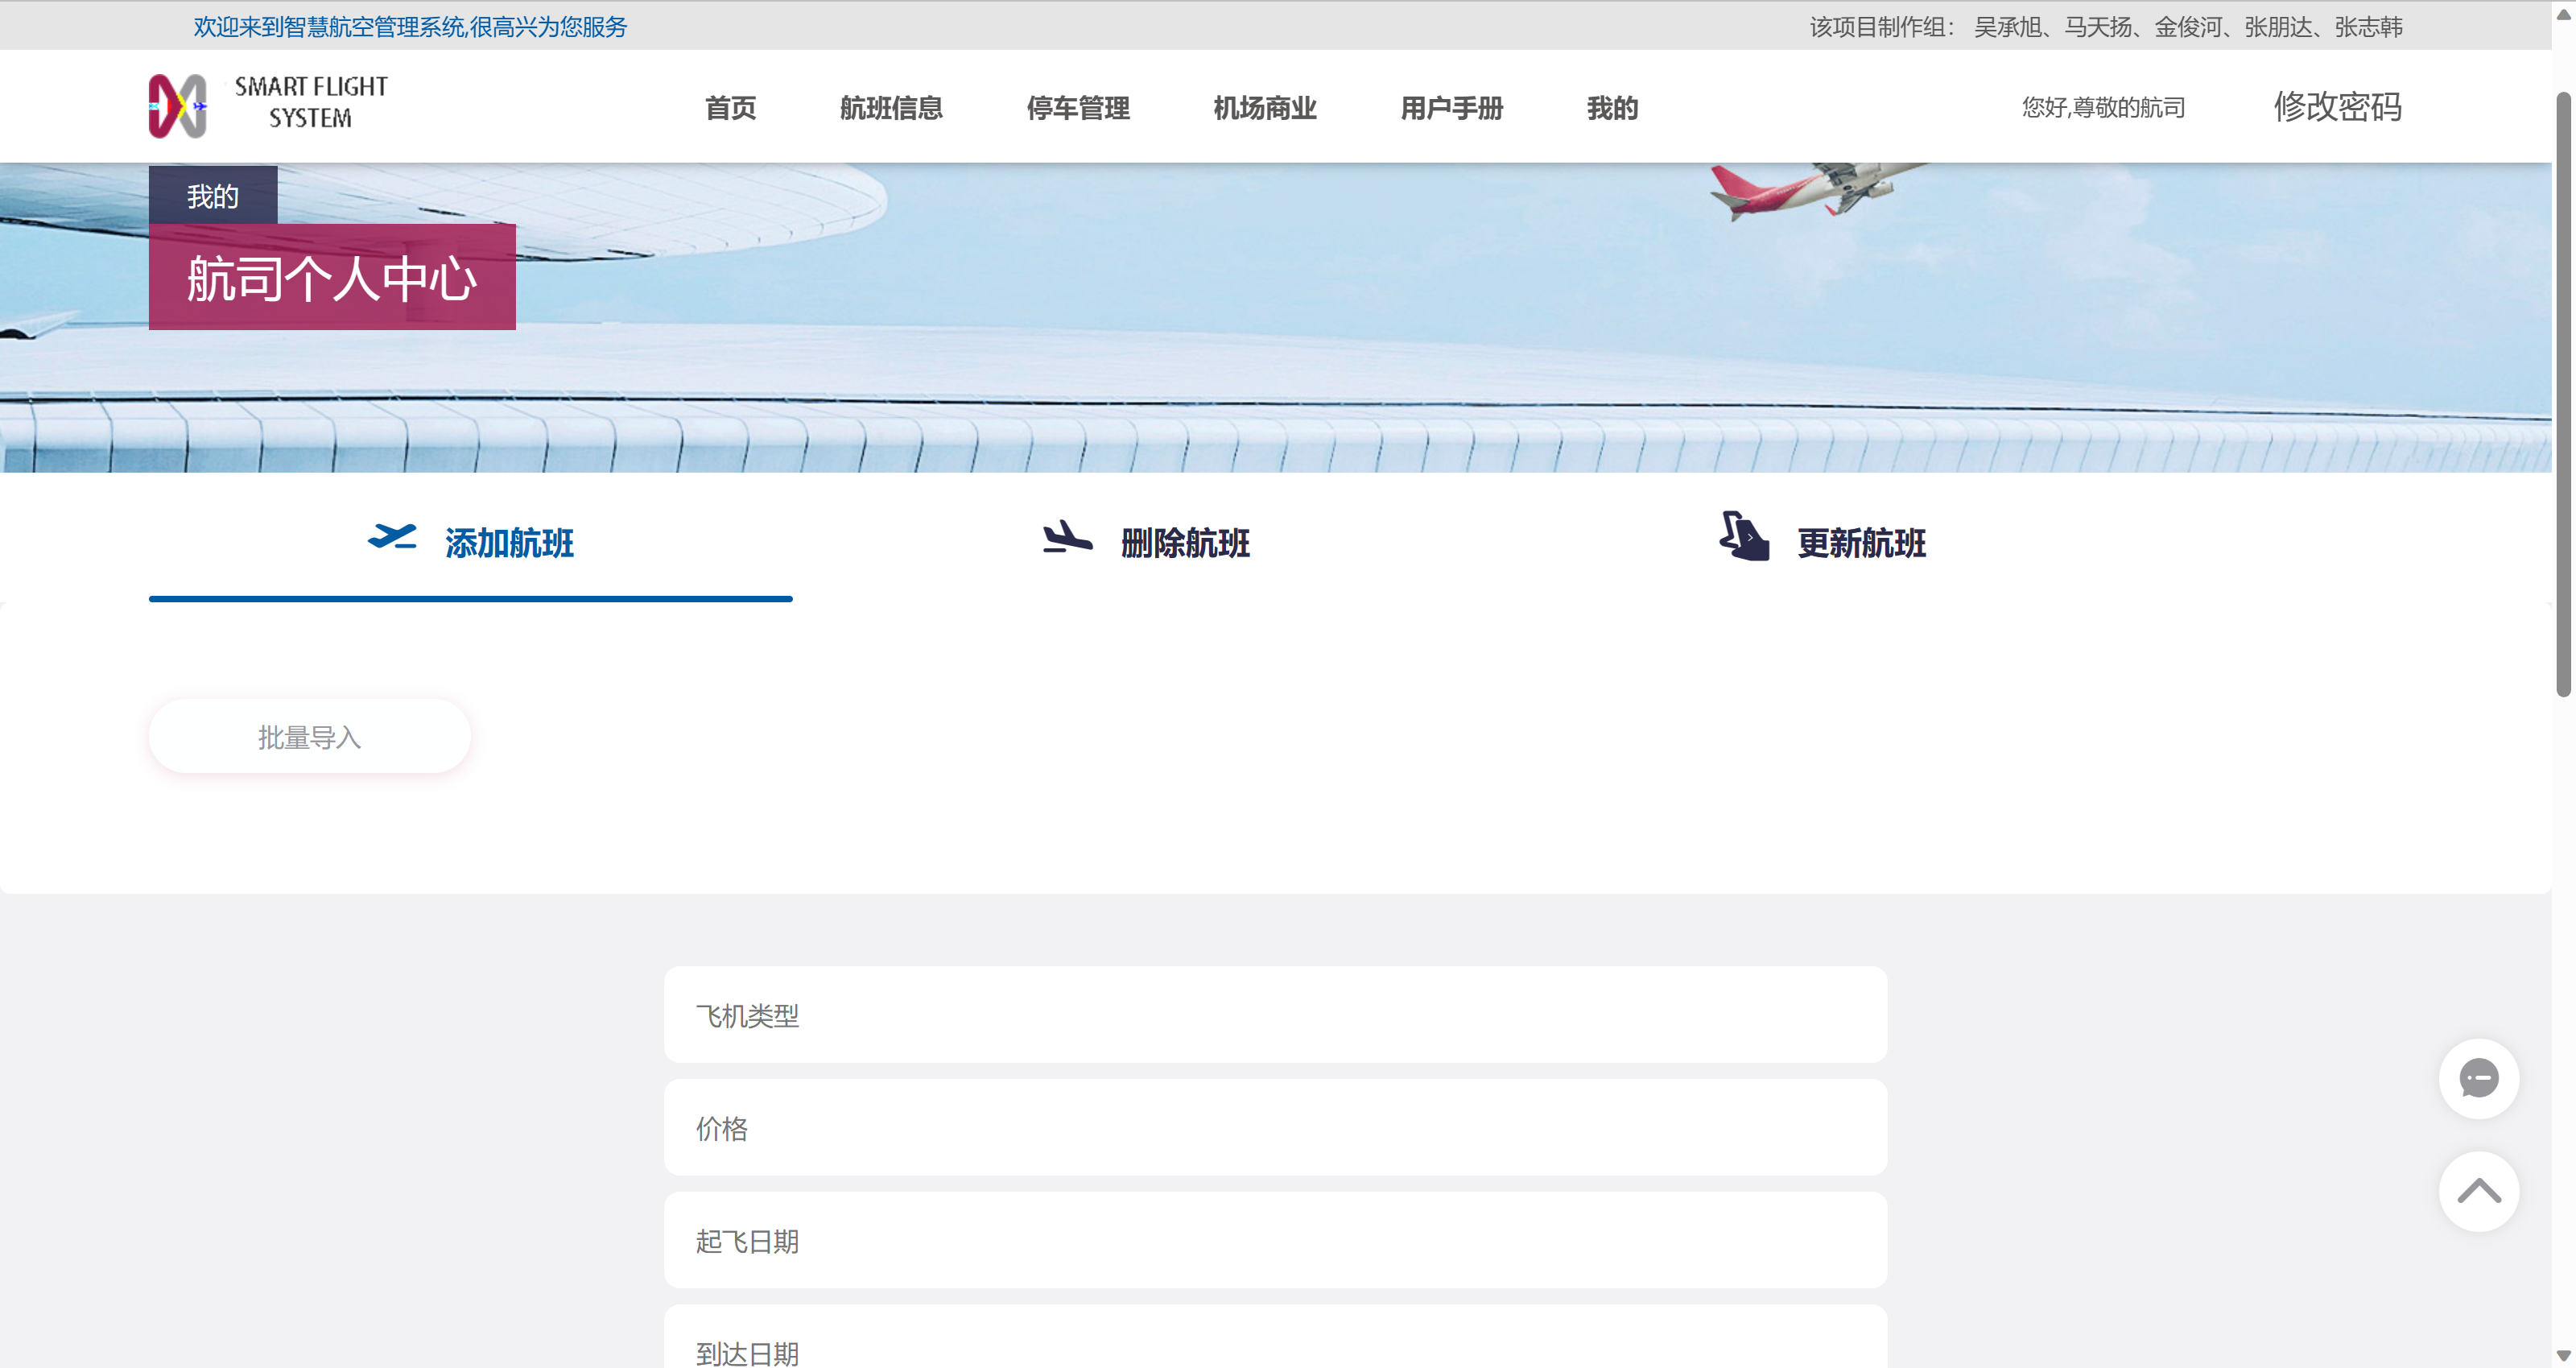 欢迎来到智慧航空管理系统,很高兴为您服务
该项目制作组： 吴承旭、马天扬、金俊河、张朋达、张志韩
SMART FLIGHT
SYSTEM
首页 航班信息 停车管理 机场商业 用户手册 我的
您好,尊敬的航司 修改密码
我的
航司个人中心
添加航班 删除航班 更新航班
批量导入
飞机类型
价格
起飞日期
到达日期